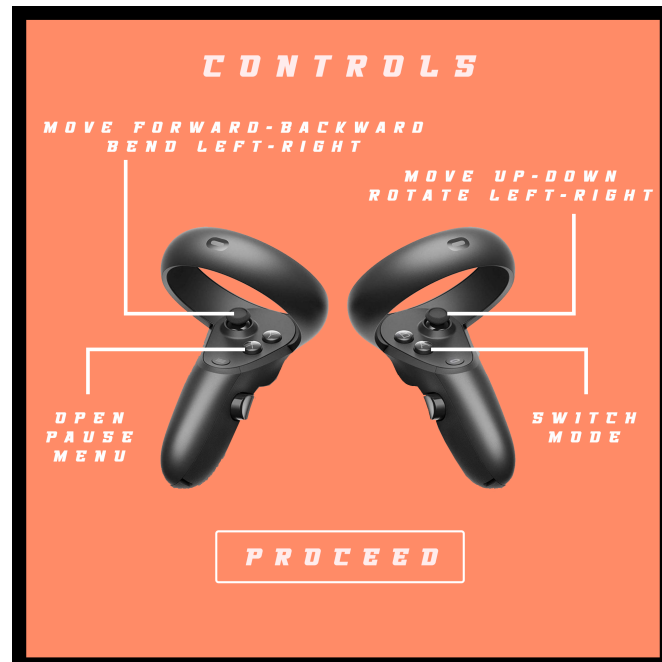 CONTROLS
MOVE FORWARD-BACKWARD
BEND LEFT-RIGHT
MOVE UP-DOWN
ROTATE LEFT-RIGHT
OPEN
PAUSE
MENU
SWITCH
MODE
PROCEED